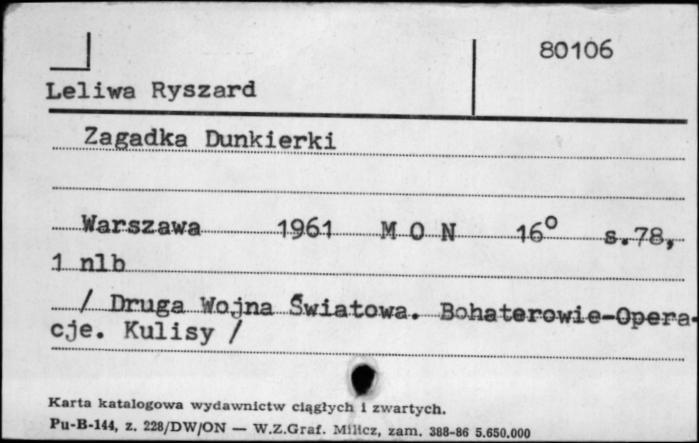 80106
Leliwa Ryszard
Zagadka Dunkierki
Warszawa 1961 M O N 16° s.78,
1 nlb
/ Druga Wojna Światowa. Bohaterowie-Opera-
cje. Kulisy /
Karta katalogowa wydawnictw ciągłych i zwartych.
Pu-B-144, z. 228/DW/ON — W.Z.Graf. Milicz, zam. 388-86 5.650.000